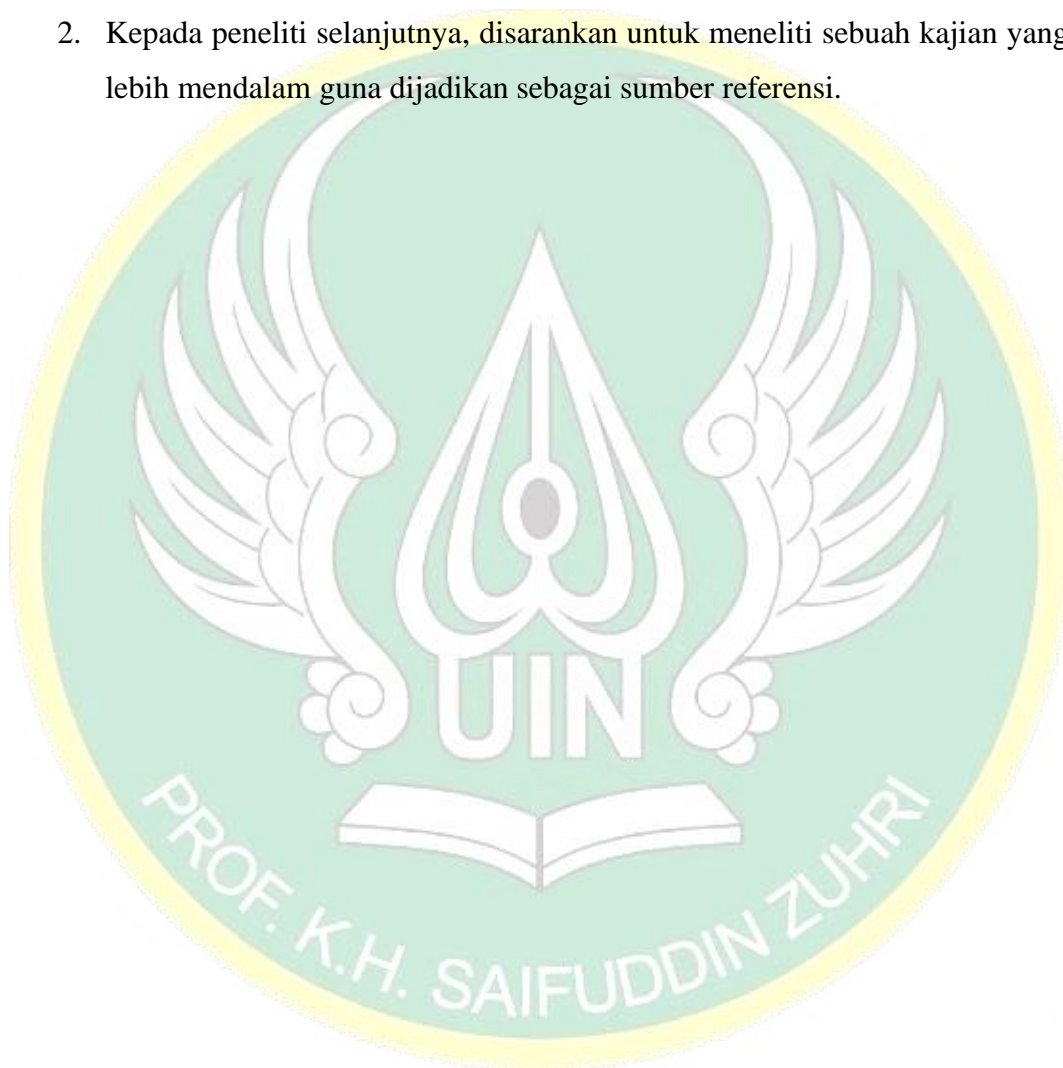 2. Kepada peneliti selanjutnya, disarankan untuk meneliti sebuah kajian yang
lebih mendalam guna dijadikan sebagai sumber referensi.
UIN
PROF. K.H. SAIFUDDIN ZUHRI